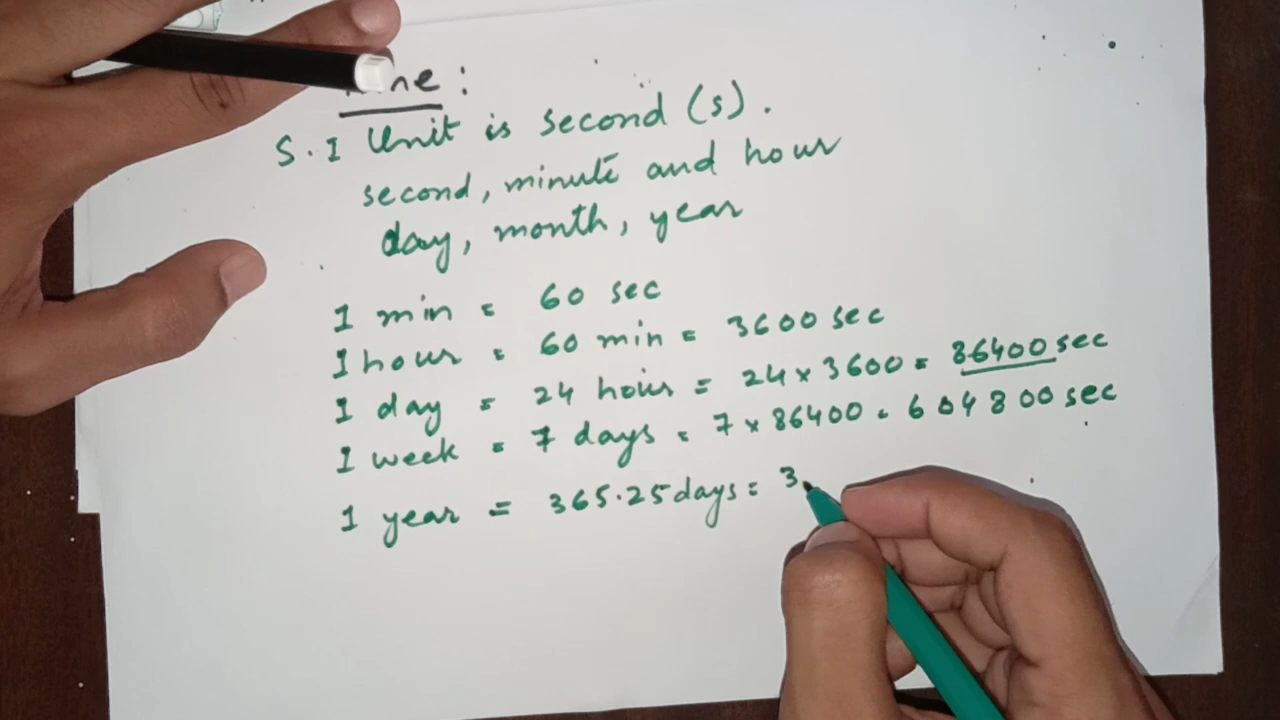 S.I Unit is second (s).
second, minute and hour
day, month, year
1 min = 60 sec
1 hour = 60 min = 3600 sec
1 day = 24 hour = 24 x 3600 = 86400 sec
1 week = 7 days = 7 x 86400 = 604800 sec
1 year = 365.25 days = 3